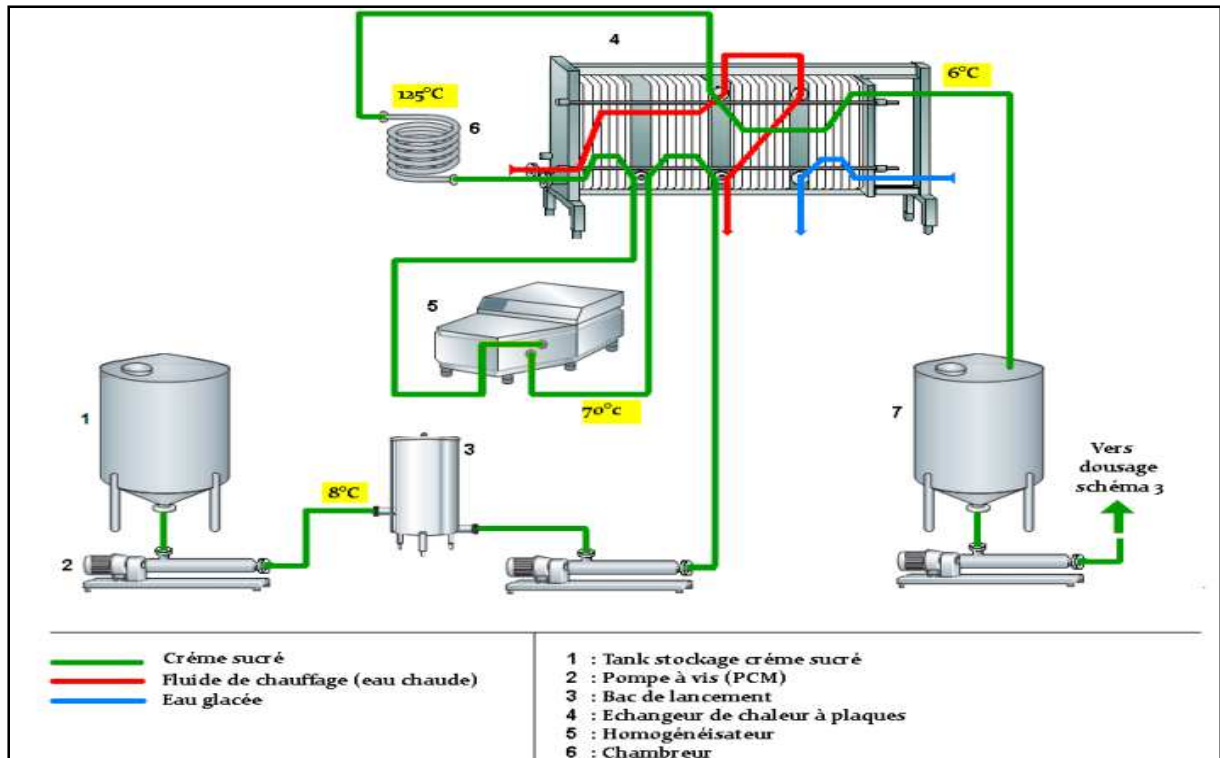 4
6°C
125°C
6
5
70°c
1
3
7
8°C
Vers
dousage
schéma 3
2
Créme sucré
Fluide de chauffage (eau chaude)
Eau glacée
1 : Tank stockage créme sucré
2 : Pompe à vis (PCM)
3 : Bac de lancement
4 : Echangeur de chaleur à plaques
5 : Homogénéisateur
6 : Chambreur